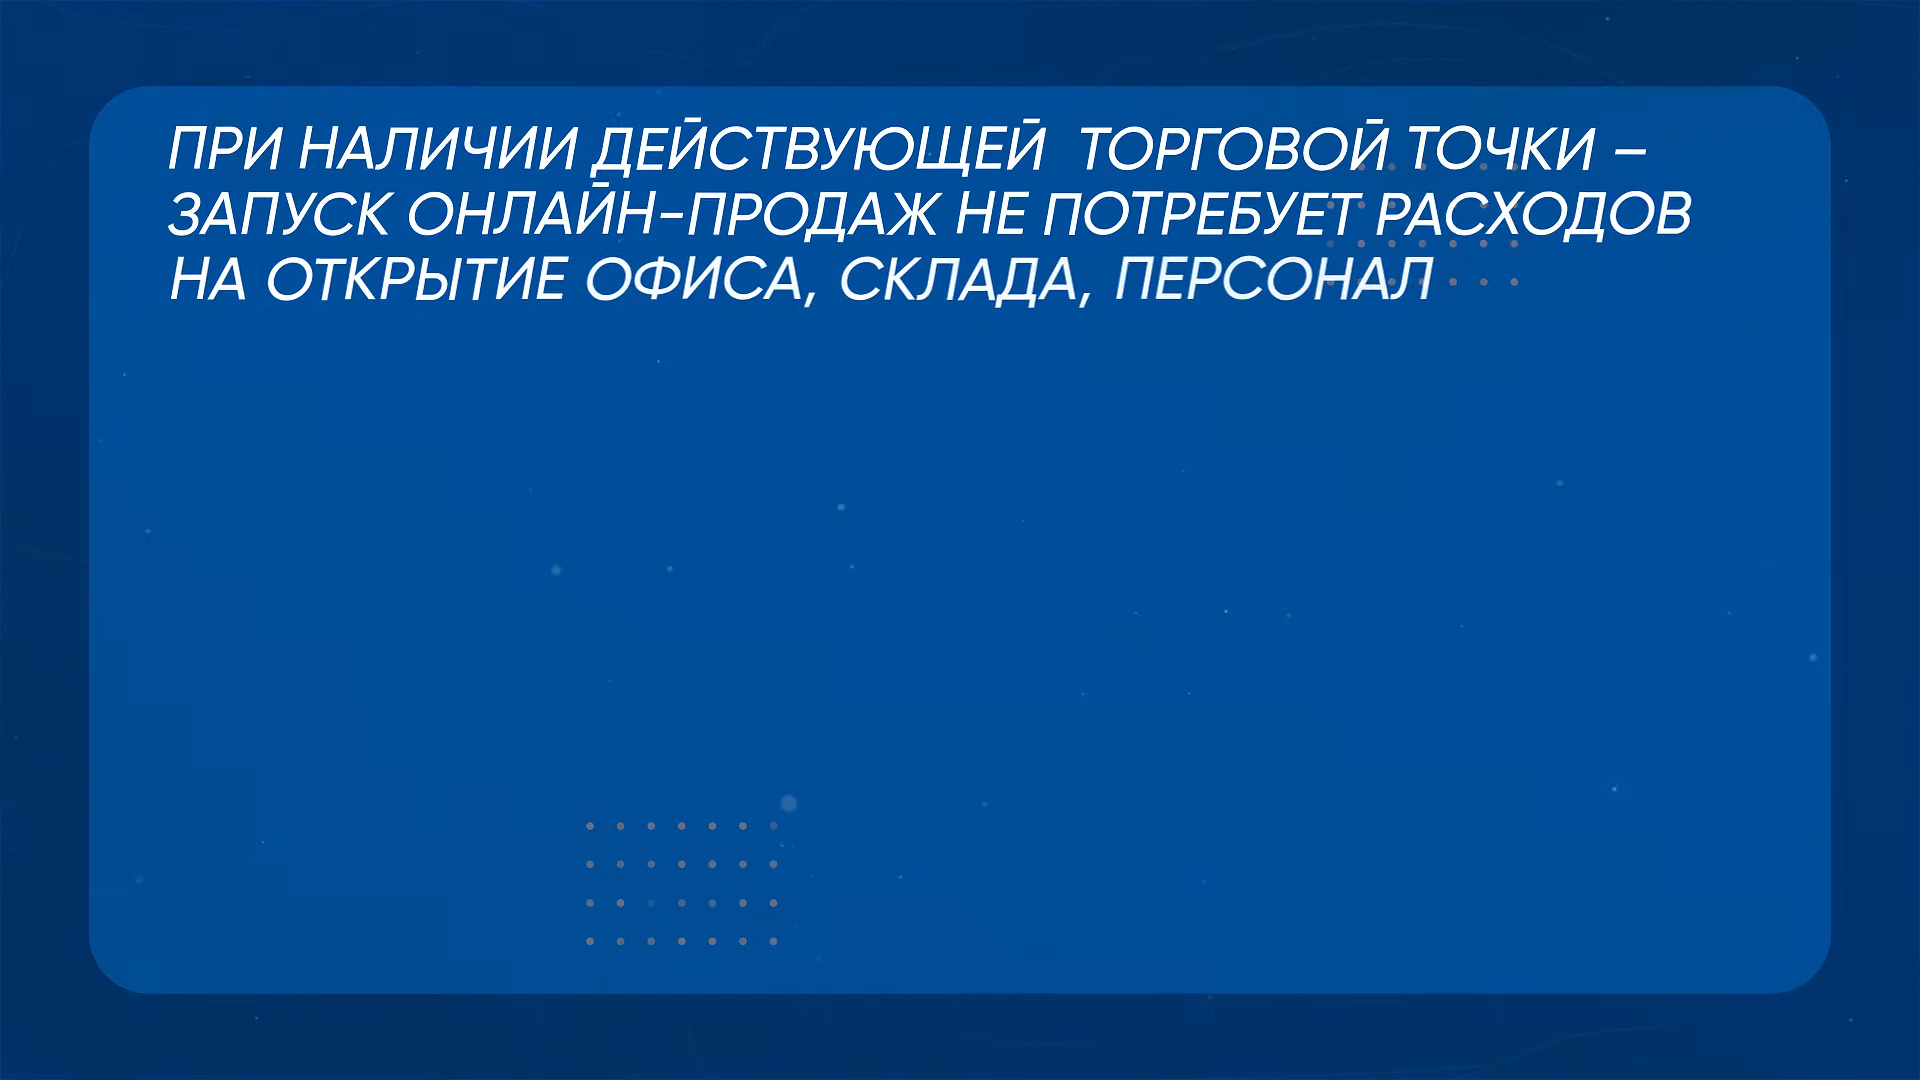 ПРИ НАЛИЧИИ ДЕЙСТВУЮЩЕЙ  ТОРГОВОЙ ТОЧКИ –
ЗАПУСК ОНЛАЙН-ПРОДАЖ НЕ ПОТРЕБУЕТ РАСХОДОВ
НА ОТКРЫТИЕ ОФИСА, СКЛАДА, ПЕРСОНАЛ